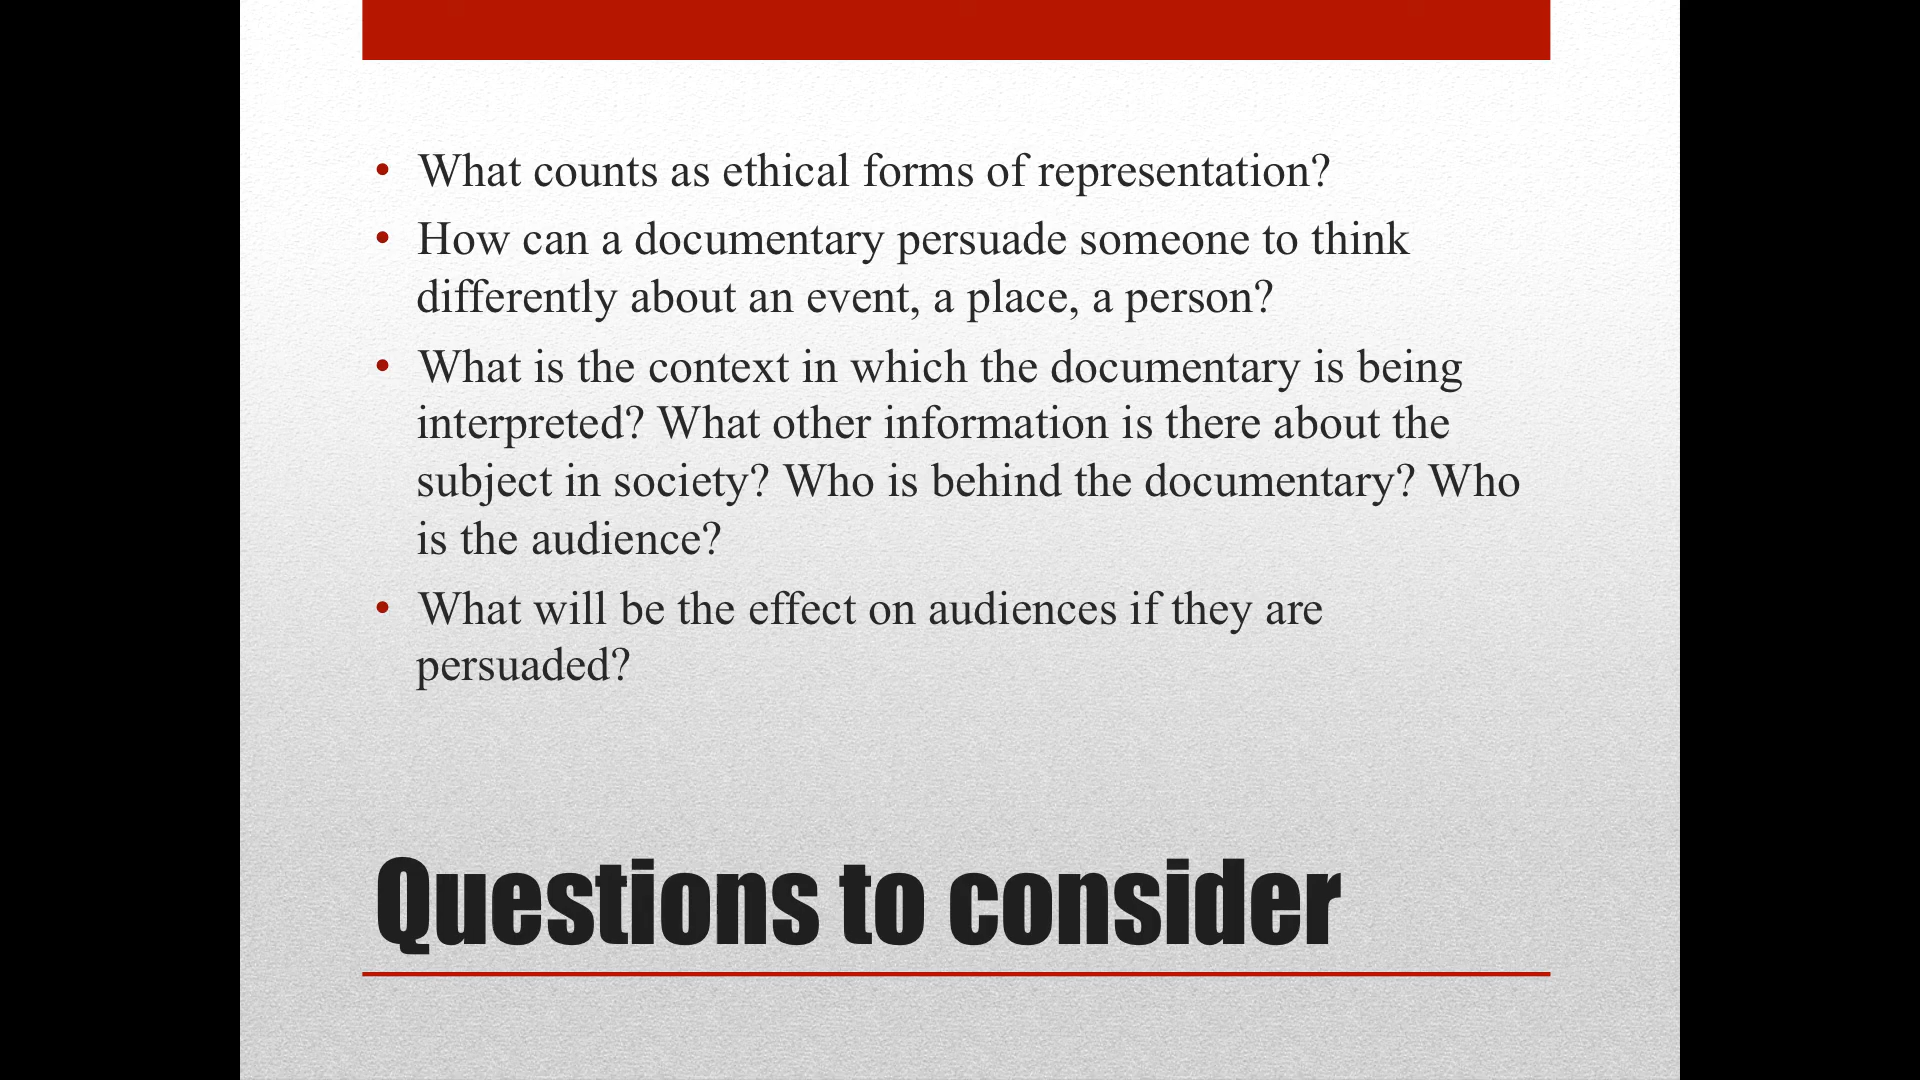 • What counts as ethical forms of representation?
• How can a documentary persuade someone to think
differently about an event, a place, a person?
• What is the context in which the documentary is being
interpreted? What other information is there about the
subject in society? Who is behind the documentary? Who
is the audience?
• What will be the effect on audiences if they are
persuaded?
Questions to consider